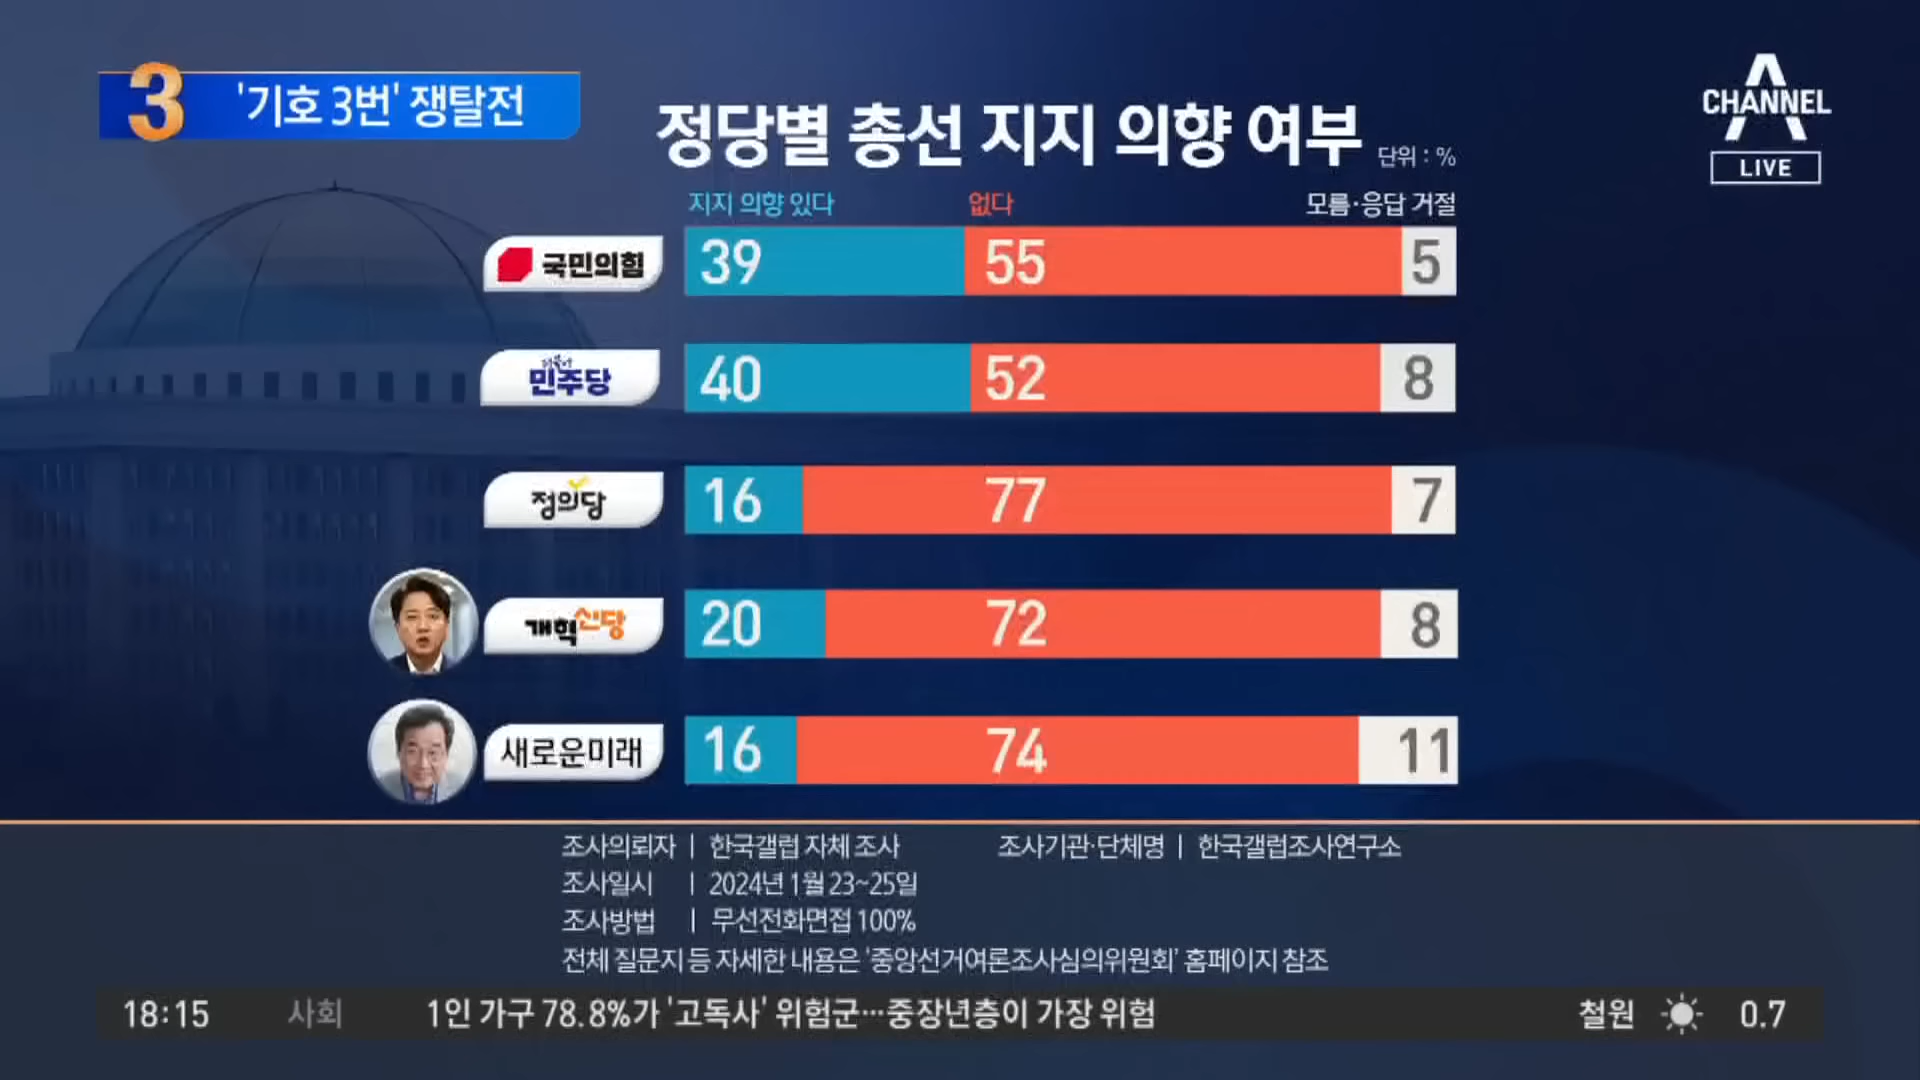 3 '기호 3번' 쟁탈전
정당별 총선 지지 의향 여부 단위 : %
CHANNEL A
LIVE
지지 의향 있다 없다 모름·응답 거절
국민의힘 39 55 5
더불어
민주당 40 52 8
정의당 16 77 7
개혁신당 20 72 8
새로운미래 16 74 11
조사의뢰자 | 한국갤럽 자체 조사 조사기관·단체명 | 한국갤럽조사연구소
조사일시 | 2024년 1월 23~25일
조사방법 | 무선전화면접 100%
전체 질문지 등 자세한 내용은 '중앙선거여론조사심의위원회' 홈페이지 참조
18:15 사회 1인 가구 78.8%가 '고독사' 위험군…중장년층이 가장 위험 철원 0.7